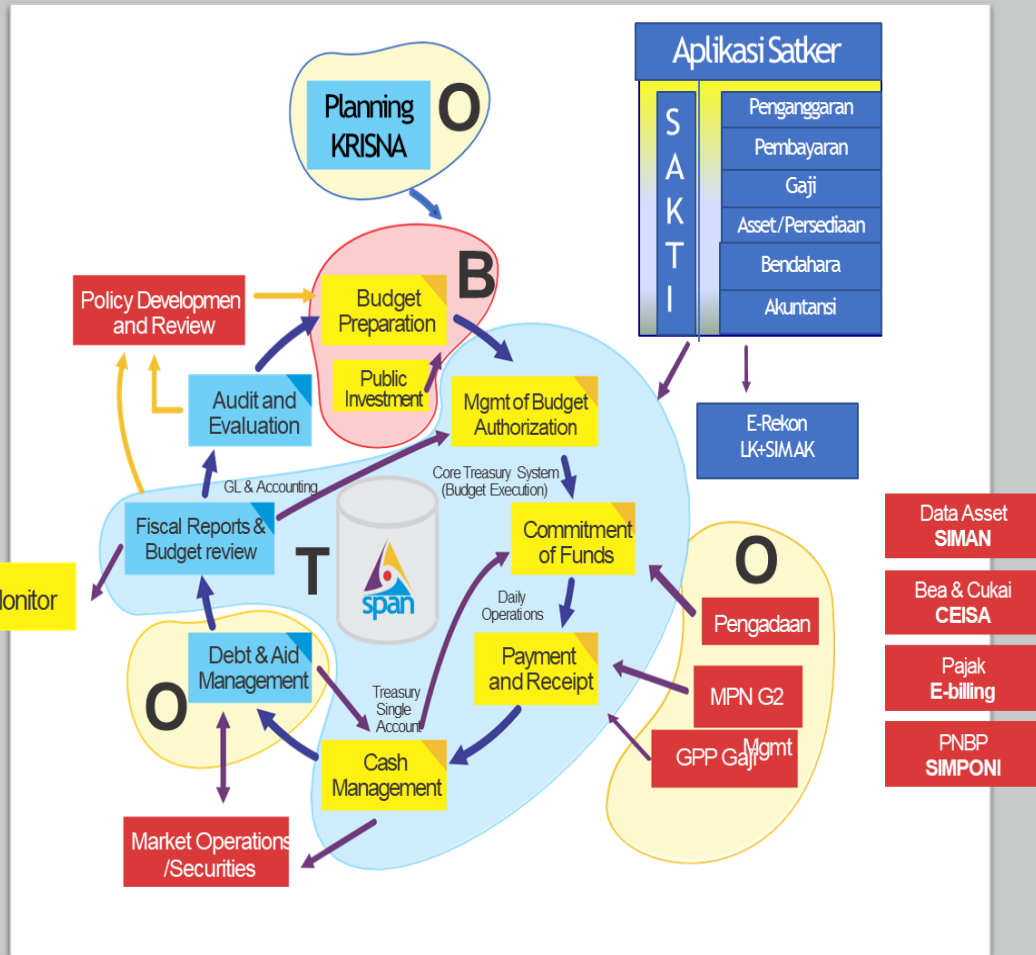 Planning
KRISNA
O
Aplikasi Satker
S
A
K
T
I
Penganggaran
Pembayaran
Gaji
Asset/Persediaan
Bendahara
Akuntansi
E-Rekon
LK+SIMAK
B
Budget
Preparation
Public
Investment
Policy Developmen
and Review
Audit and
Evaluation
Mgmt of Budget
Authorization
GL & Accounting
Core Treasury System
(Budget Execution)
Fiscal Reports &
Budget review
T
span
Commitment
of Funds
Daily
Operations
O
Pengadaan
MPN G2
GPP Gaji
Mgmt
Data Asset
SIMAN
Bea & Cukai
CEISA
Pajak
E-billing
PNBP
SIMPONI
onitor
Debt & Aid
Management
O
Payment
and Receipt
Treasury
Single
Account
Cash
Management
Market Operations
/Securities